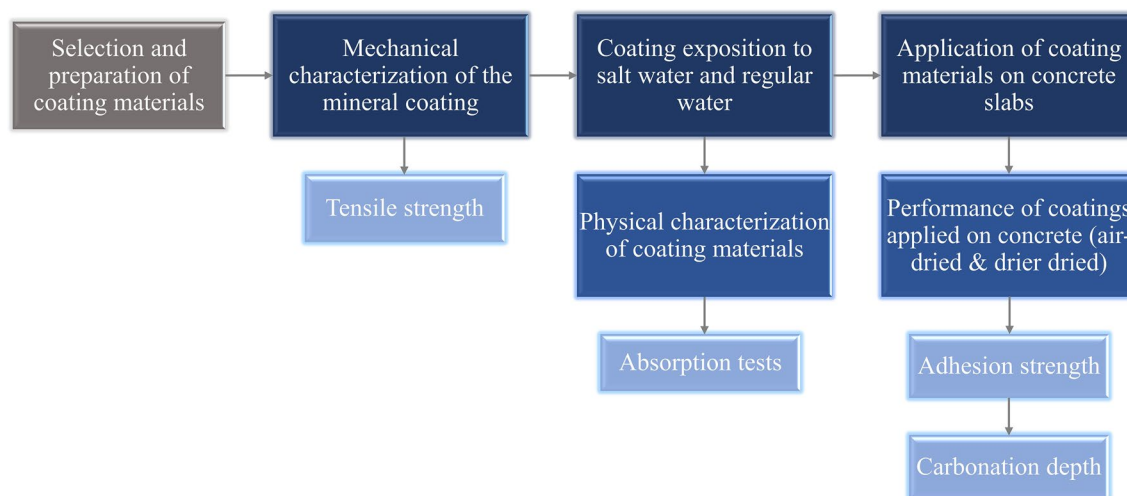 Selection and
preparation of
coating materials
Mechanical
characterization of the
mineral coating
Tensile strength
Coating exposition to
salt water and regular
water
Physical characterization
of coating materials
Absorption tests
Application of coating
materials on concrete
slabs
Performance of coatings
applied on concrete (air-
dried & drier dried)
Adhesion strength
Carbonation depth